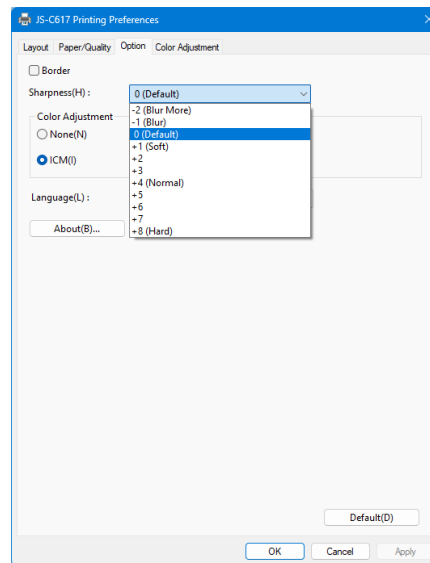 JS-C617 Printing Preferences
Layout Paper/Quality Option Color Adjustment
Border
Sharpness(H) : 0 (Default)
-2 (Blur More)
-1 (Blur)
0 (Default)
+1 (Soft)
+2
+3
+4 (Normal)
+5
+6
+7
+8 (Hard)
Color Adjustment
None(N)
ICM(I)
Language(L) :
About(B)...
Default(D)
OK Cancel Apply